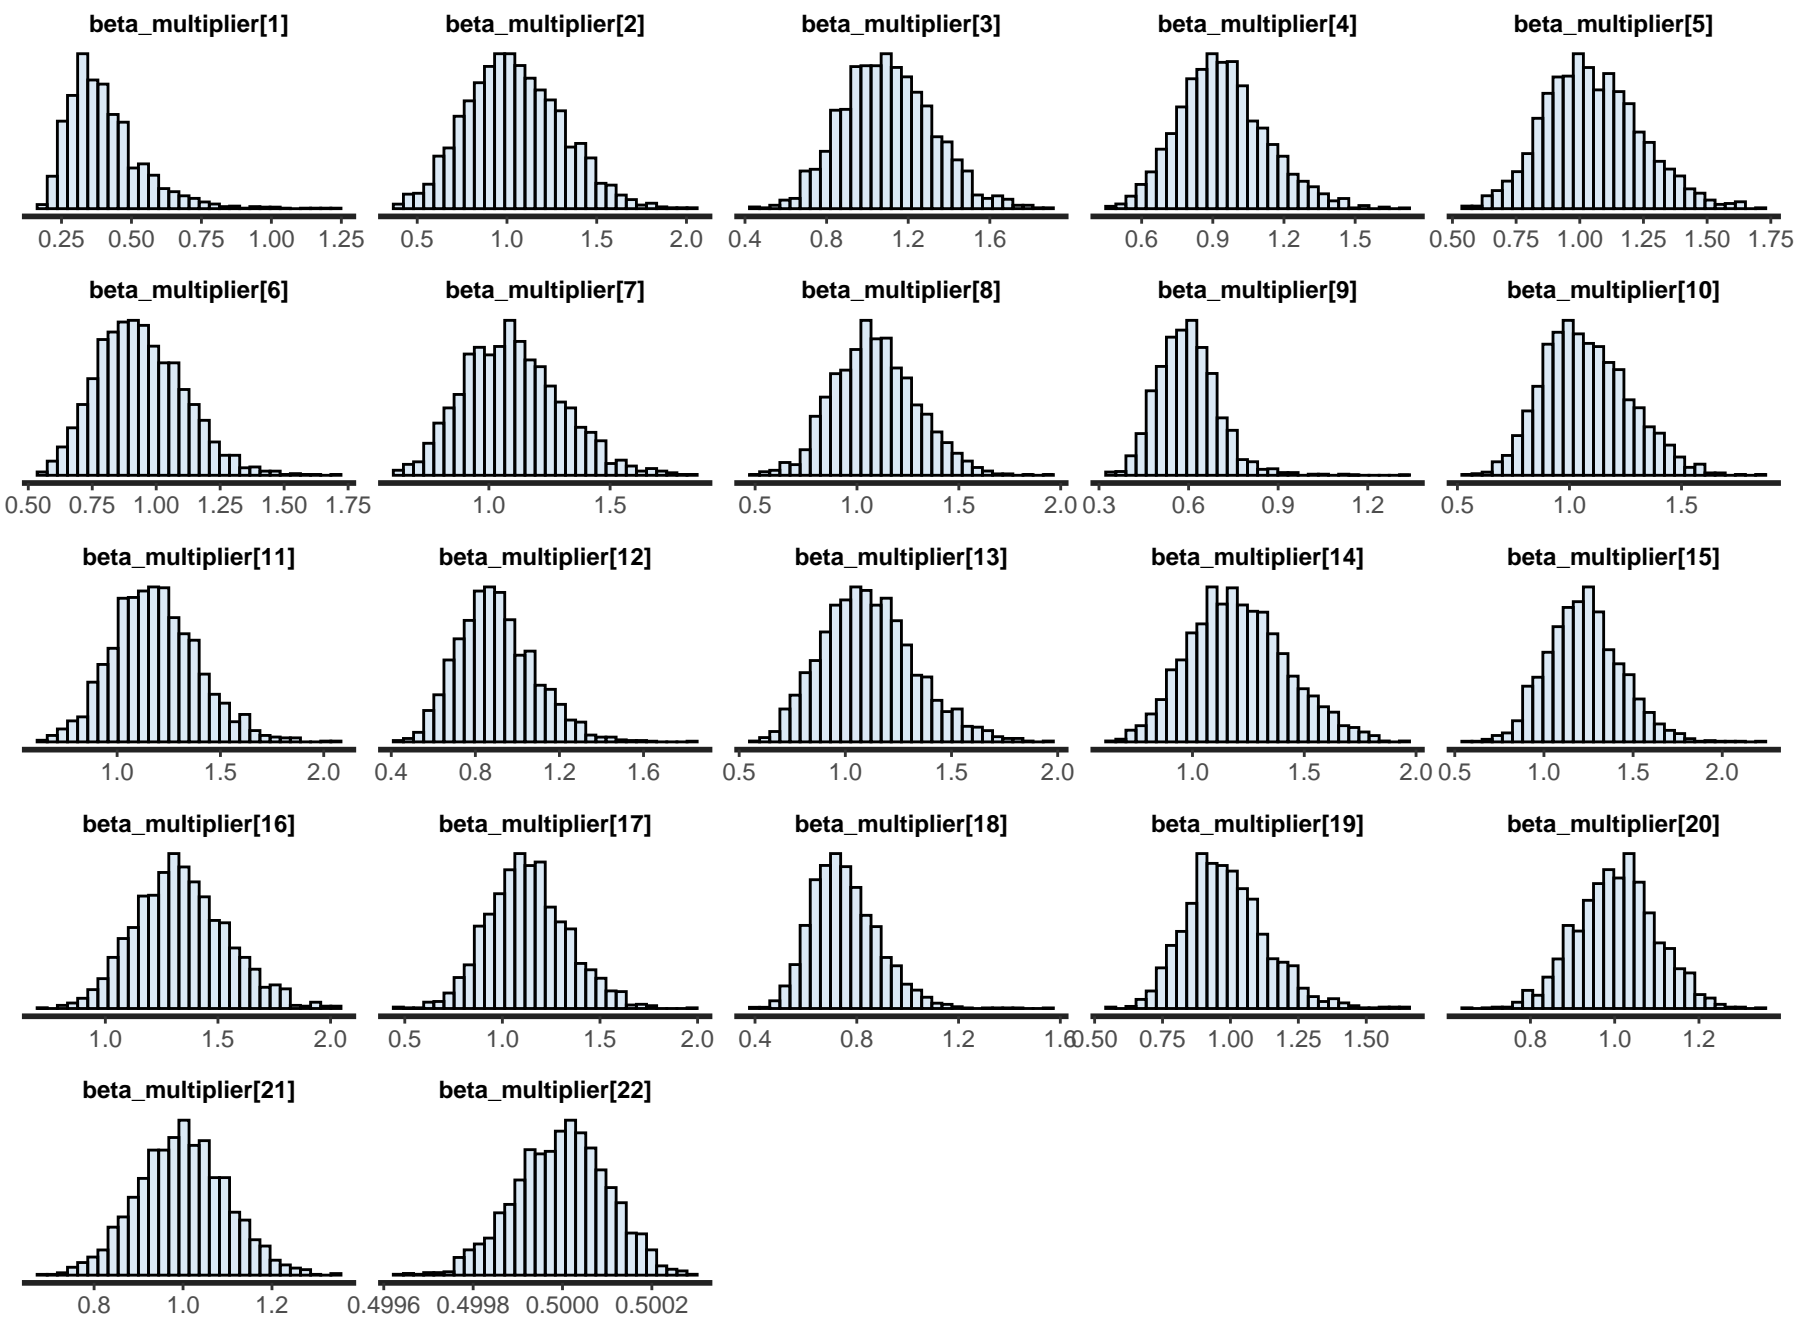 beta_multiplier[1] beta_multiplier[2] beta_multiplier[3] beta_multiplier[4] beta_multiplier[5]
0.25 0.50 0.75 1.00 1.25 0.5 1.0 1.5 2.0 0.4 0.8 1.2 1.6 0.6 0.9 1.2 1.5 0.50 0.75 1.00 1.25 1.50 1.75
beta_multiplier[6] beta_multiplier[7] beta_multiplier[8] beta_multiplier[9] beta_multiplier[10]
0.50 0.75 1.00 1.25 1.50 1.75 1.0 1.5 0.5 1.0 1.5 2.0 0.3 0.6 0.9 1.2 0.5 1.0 1.5
beta_multiplier[11] beta_multiplier[12] beta_multiplier[13] beta_multiplier[14] beta_multiplier[15]
1.0 1.5 2.0 0.4 0.8 1.2 1.6 0.5 1.0 1.5 2.0 1.0 1.5 2.0 0.5 1.0 1.5 2.0
beta_multiplier[16] beta_multiplier[17] beta_multiplier[18] beta_multiplier[19] beta_multiplier[20]
1.0 1.5 2.0 0.5 1.0 1.5 2.0 0.4 0.8 1.2 1.6 0.50 0.75 1.00 1.25 1.50 0.8 1.0 1.2
beta_multiplier[21] beta_multiplier[22]
0.8 1.0 1.2 0.4996 0.4998 0.5000 0.5002